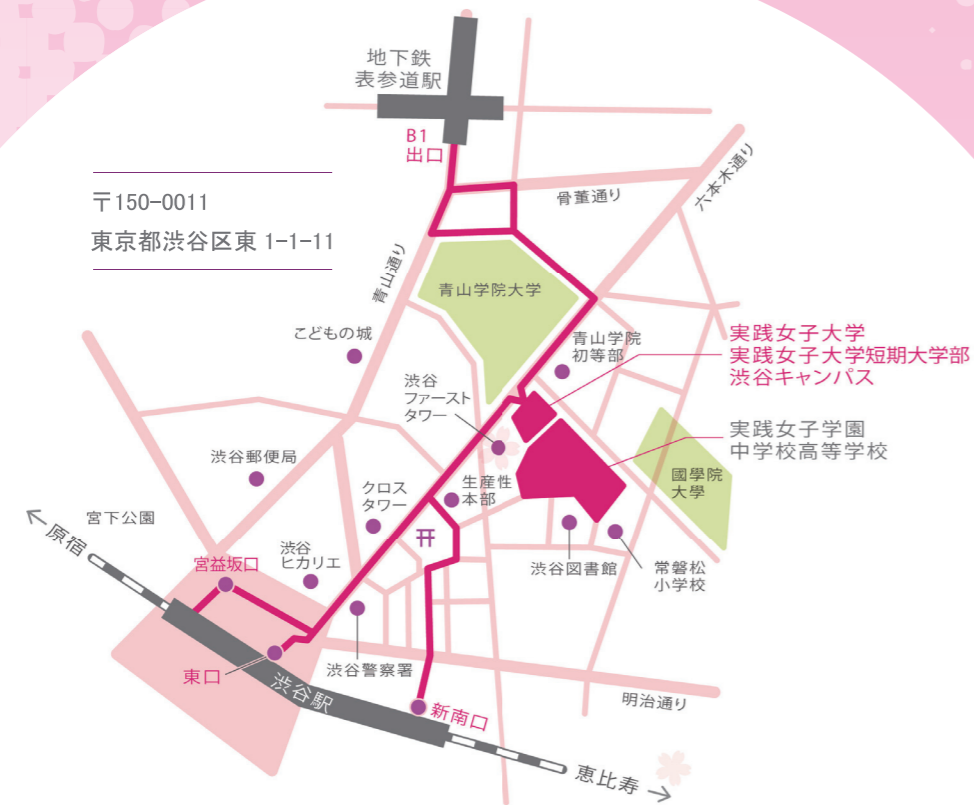 地下鉄
表参道駅
B1
出口
〒150-0011
東京都渋谷区東 1-1-11
骨董通り
六本木通り
青山通り
青山学院大学
こどもの城
青山学院
初等部
実践女子大学
実践女子大学短期大学部
渋谷キャンパス
渋谷
ファースト
タワー
実践女子学園
中学校高等学校
渋谷郵便局
國學院
大學
生産性
本部
クロス
タワー
宮下公園
原宿
渋谷
ヒカリエ
宮益坂口
渋谷図書館
常磐松
小学校
東口
渋谷警察署
渋谷駅
新南口
明治通り
恵比寿